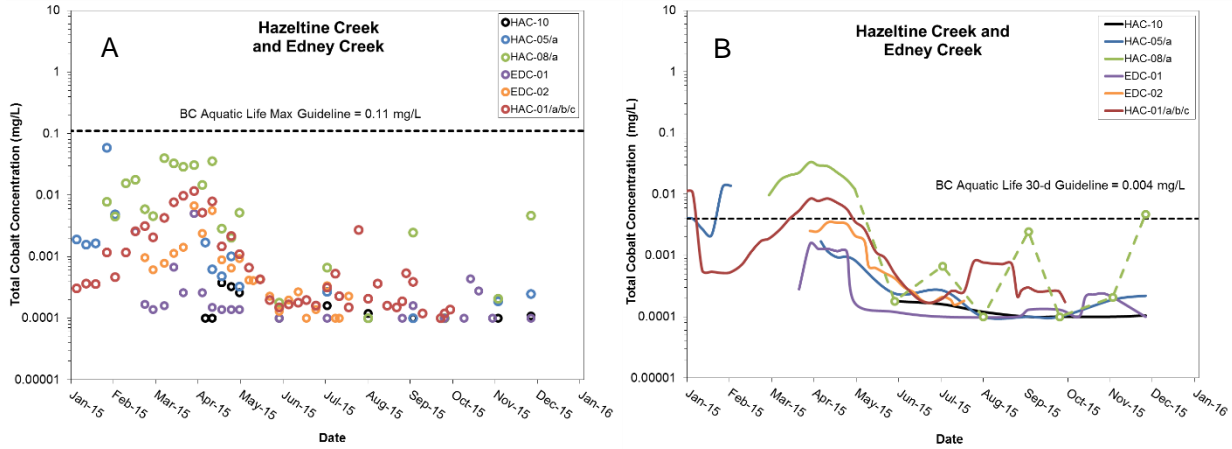 A
Hazeltine Creek
and Edney Creek
HAC-10
HAC-05/a
HAC-08/a
EDC-01
EDC-02
HAC-01/a/b/c
BC Aquatic Life Max Guideline = 0.11 mg/L
Total Cobalt Concentration (mg/L)
10
1
0.1
0.01
0.001
0.0001
0.00001
Jan-15
Feb-15
Mar-15
Apr-15
May-15
Jun-15
Jul-15
Aug-15
Sep-15
Oct-15
Nov-15
Dec-15
Jan-16
Date
B
Hazeltine Creek and
Edney Creek
HAC-10
HAC-05/a
HAC-08/a
EDC-01
EDC-02
HAC-01/a/b/c
BC Aquatic Life 30-d Guideline = 0.004 mg/L
Total Cobalt Concentration (mg/L)
10
1
0.1
0.01
0.001
0.0001
0.00001
Jan-15
Feb-15
Mar-15
Apr-15
May-15
Jun-15
Jul-15
Aug-15
Sep-15
Oct-15
Nov-15
Dec-15
Jan-16
Date